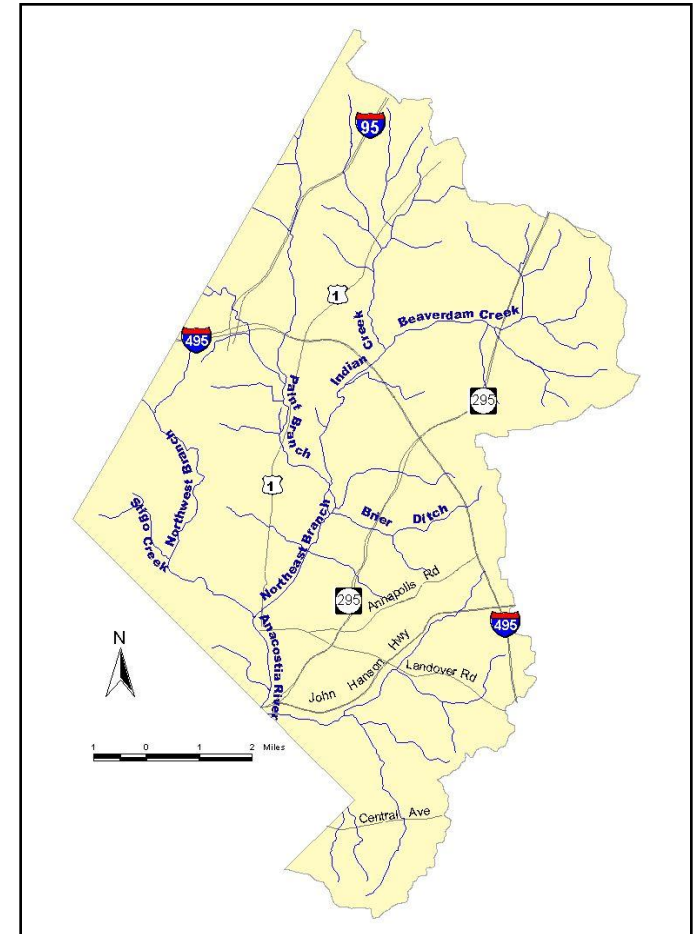 95
1
Beaverdam Creek
Indian Creek
495
295
Paint Branch
Northwest Branch
1
Sligo Creek
Brier Ditch
Northeast Branch
295
Annapolis Rd
495
Anacostia River
John Hanson Hwy
Landover Rd
N
1 0 1 2 Miles
Central Ave